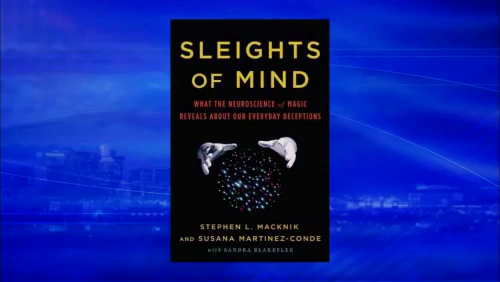 SLEIGHTS
OF MIND
WHAT THE NEUROSCIENCE of MAGIC
REVEALS ABOUT OUR EVERYDAY DECEPTIONS
STEPHEN L. MACKNIK
AND SUSANA MARTINEZ-CONDE
with SANDRA BLAKESLEE